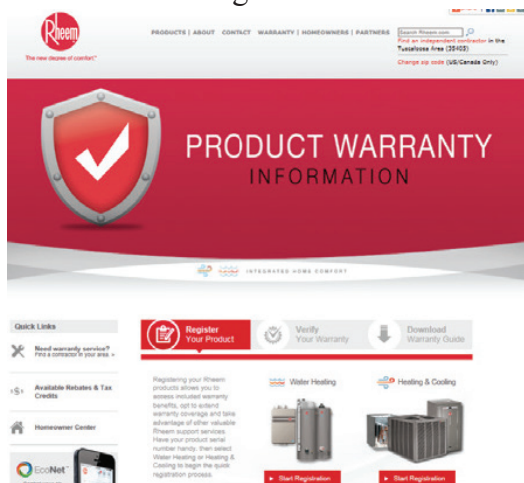 Rheem
The new degree of comfort.™
PRODUCTS | ABOUT CONTACT WARRANTY | HOMEOWNERS | PARTNERS
Search Rheem.com
Find an independent contractor in the
Tuscaloosa Area (35403)
Change zip code (US/Canada Only)
PRODUCT WARRANTY
INFORMATION
INTEGRATED HOME COMFORT
Quick Links
Need warranty service?
Find a contractor in your area. »
Available Rebates & Tax
Credits
Homeowner Center
EcoNet™
Register
Your Product
Verify
Your Warranty
Download
Warranty Guide
Registering your Rheem
products allows you to
access included warranty
benefits, opt to extend
warranty coverage and take
advantage of other valuable
Rheem support services.
Have your product serial
number handy, then select
Water Heating or Heating &
Cooling to begin the quick
registration process.
Water Heating
Start Registration
Heating & Cooling
Start Registration